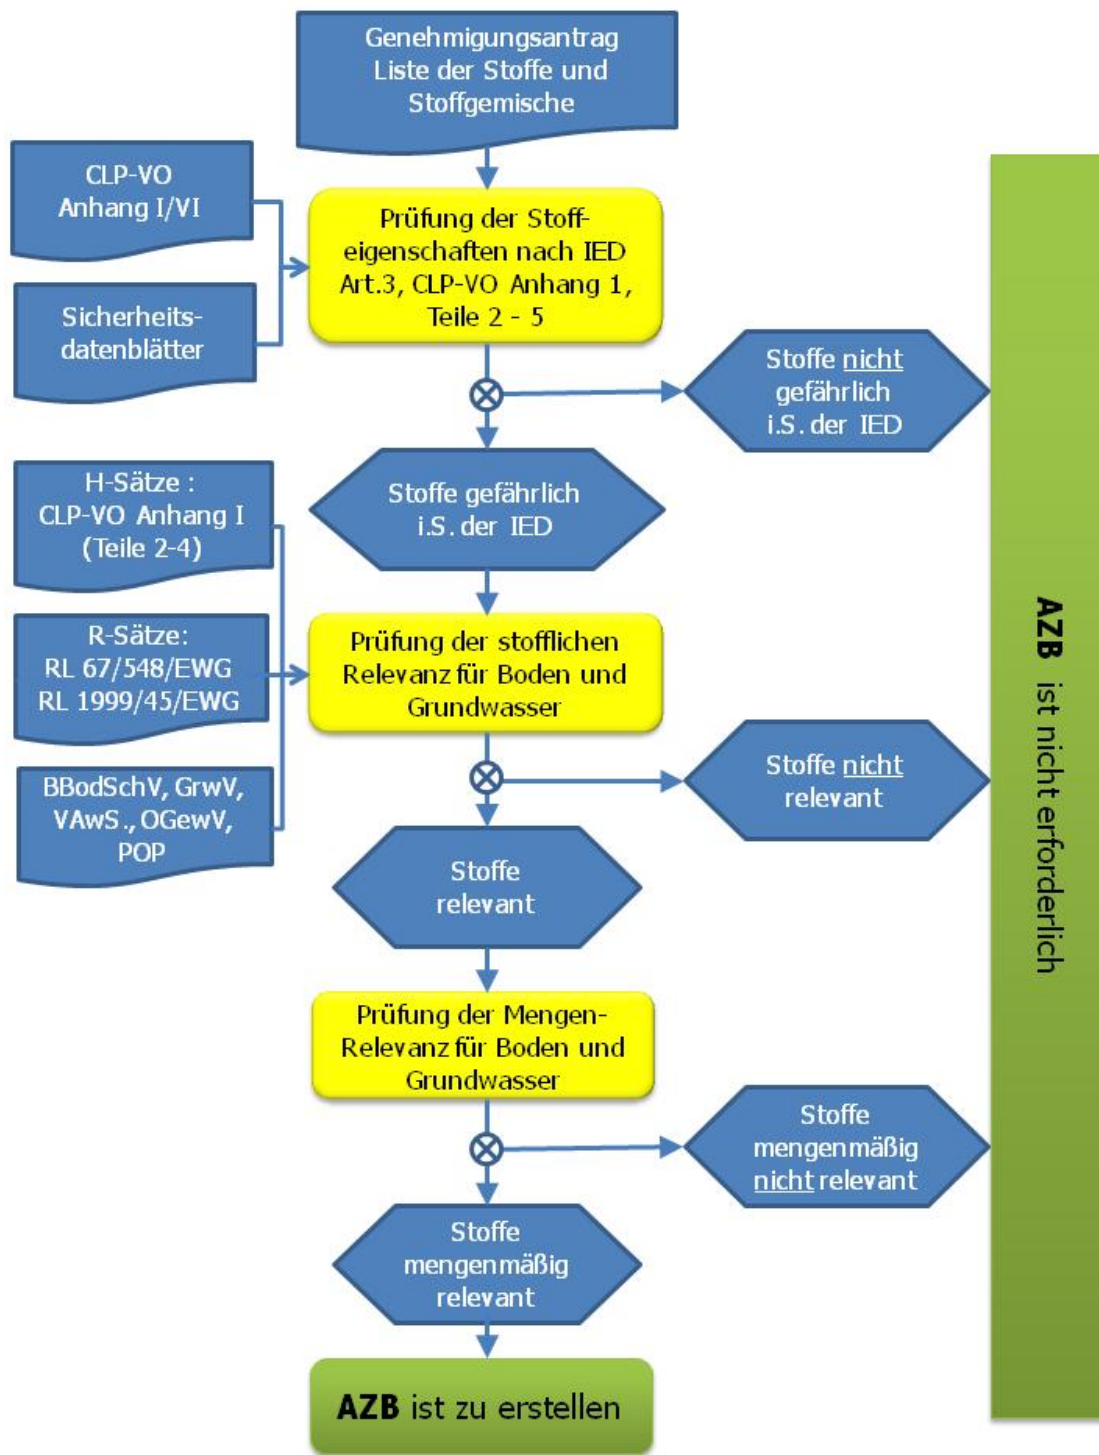 Genehmigungsantrag
Liste der Stoffe und
Stoffgemische
CLP-VO
Anhang I/VI
Prüfung der Stoff-
eigenschaften nach IED
Art.3, CLP-VO Anhang 1,
Teile 2 - 5
Sicherheits-
datenblätter
Stoffe nicht
gefährlich
i.S. der IED
H-Sätze :
CLP-VO Anhang I
(Teile 2-4)
Stoffe gefährlich
i.S. der IED
R-Sätze:
RL 67/548/EWG
RL 1999/45/EWG
Prüfung der stofflichen
Relevanz für Boden und
Grundwasser
BBodSchV, GrwV,
VAwS., OGewV,
POP
Stoffe nicht
relevant
Stoffe
relevant
Prüfung der Mengen-
Relevanz für Boden und
Grundwasser
Stoffe
mengenmäßig
nicht relevant
Stoffe
mengenmäßig
relevant
AZB ist zu erstellen
AZB ist nicht erforderlich